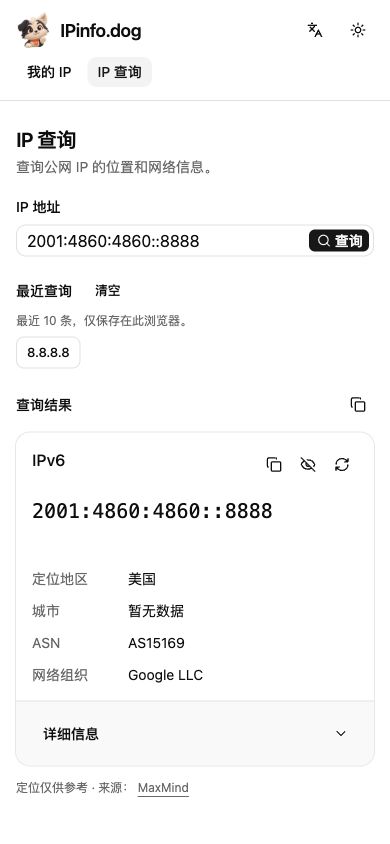 IPinfo.dog
我的 IP IP 查询
IP 查询
查询公网 IP 的位置和网络信息。
IP 地址
2001:4860:4860::8888 查询
最近查询 清空
最近 10 条，仅保存在此浏览器。
8.8.8.8
查询结果
IPv6
2001:4860:4860::8888
定位地区 美国
城市 暂无数据
ASN AS15169
网络组织 Google LLC
详细信息
定位仅供参考 · 来源： MaxMind